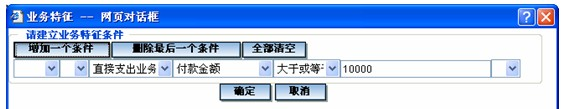 业务特征 -- 网页对话框
请建立业务特征条件
增加一个条件 删除最后一个条件 全部清空
直接支出业务 付款金额 大于或等 10000
确定 取消